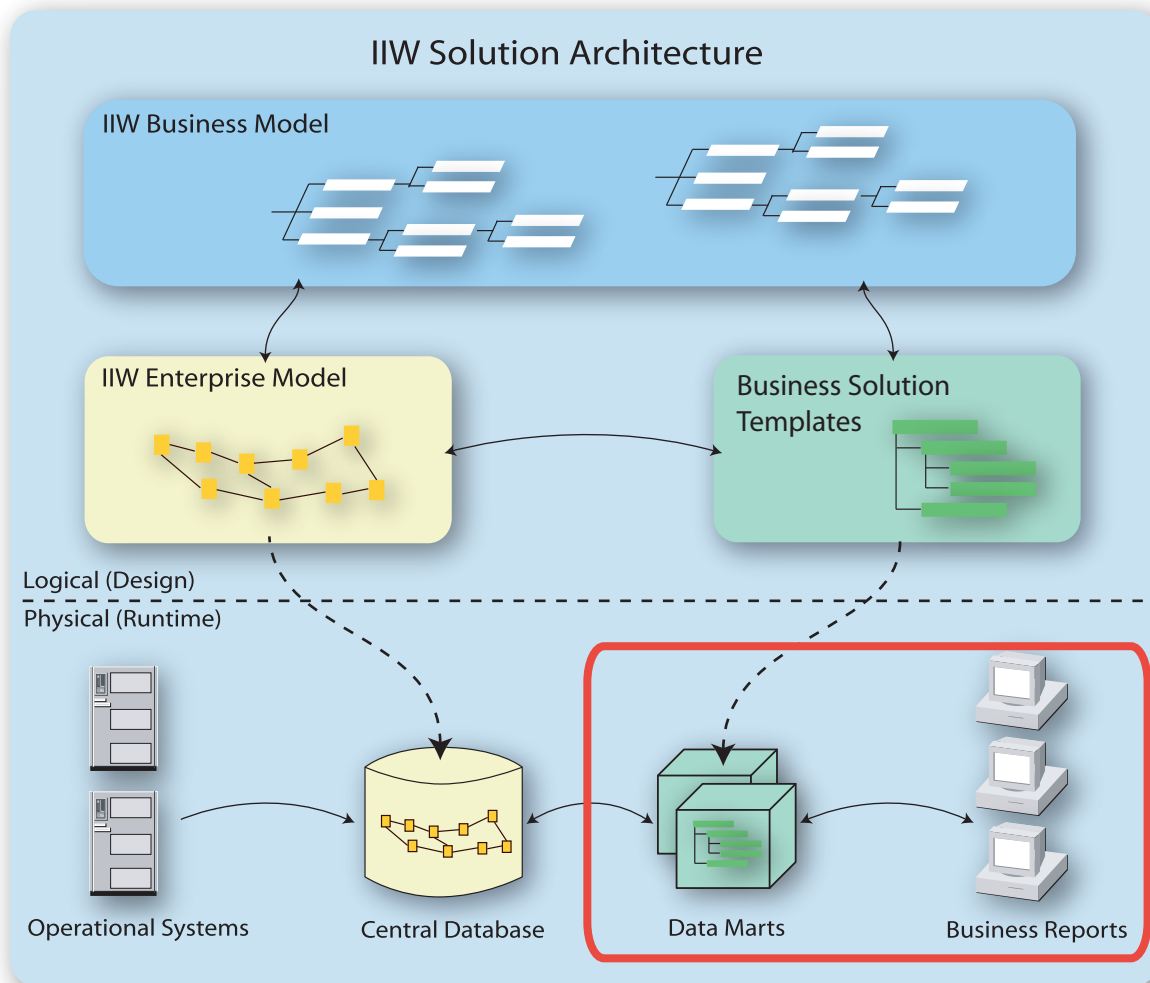 IIW Solution Architecture
IIW Business Model
IIW Enterprise Model
Business Solution
Templates
Logical (Design)
Physical (Runtime)
Operational Systems
Central Database
Data Marts
Business Reports